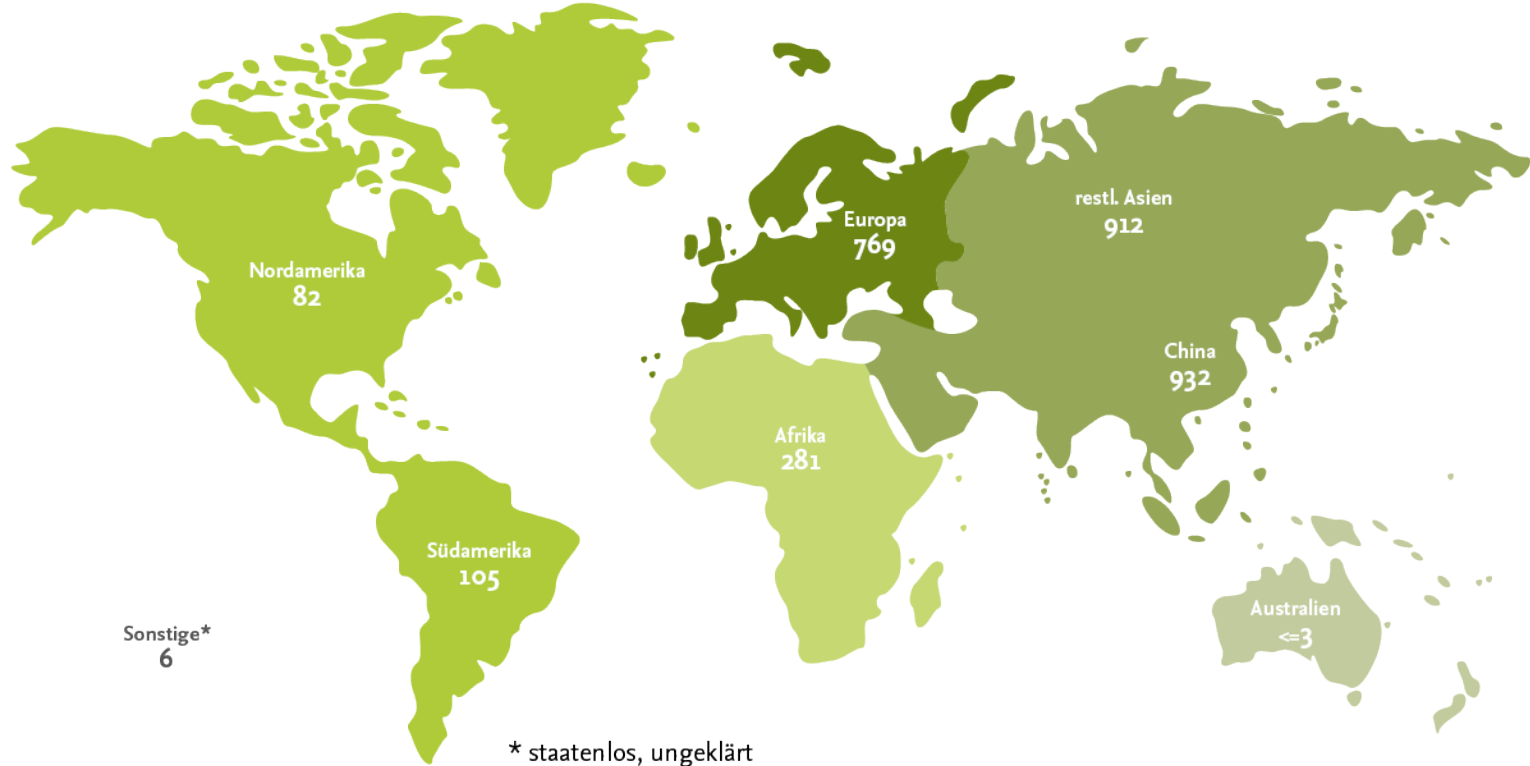 restl. Asien
912
Europa
769
Nordamerika
82
China
932
Afrika
281
Südamerika
105
Australien
<=3
Sonstige*
6
* staatenlos, ungeklärt